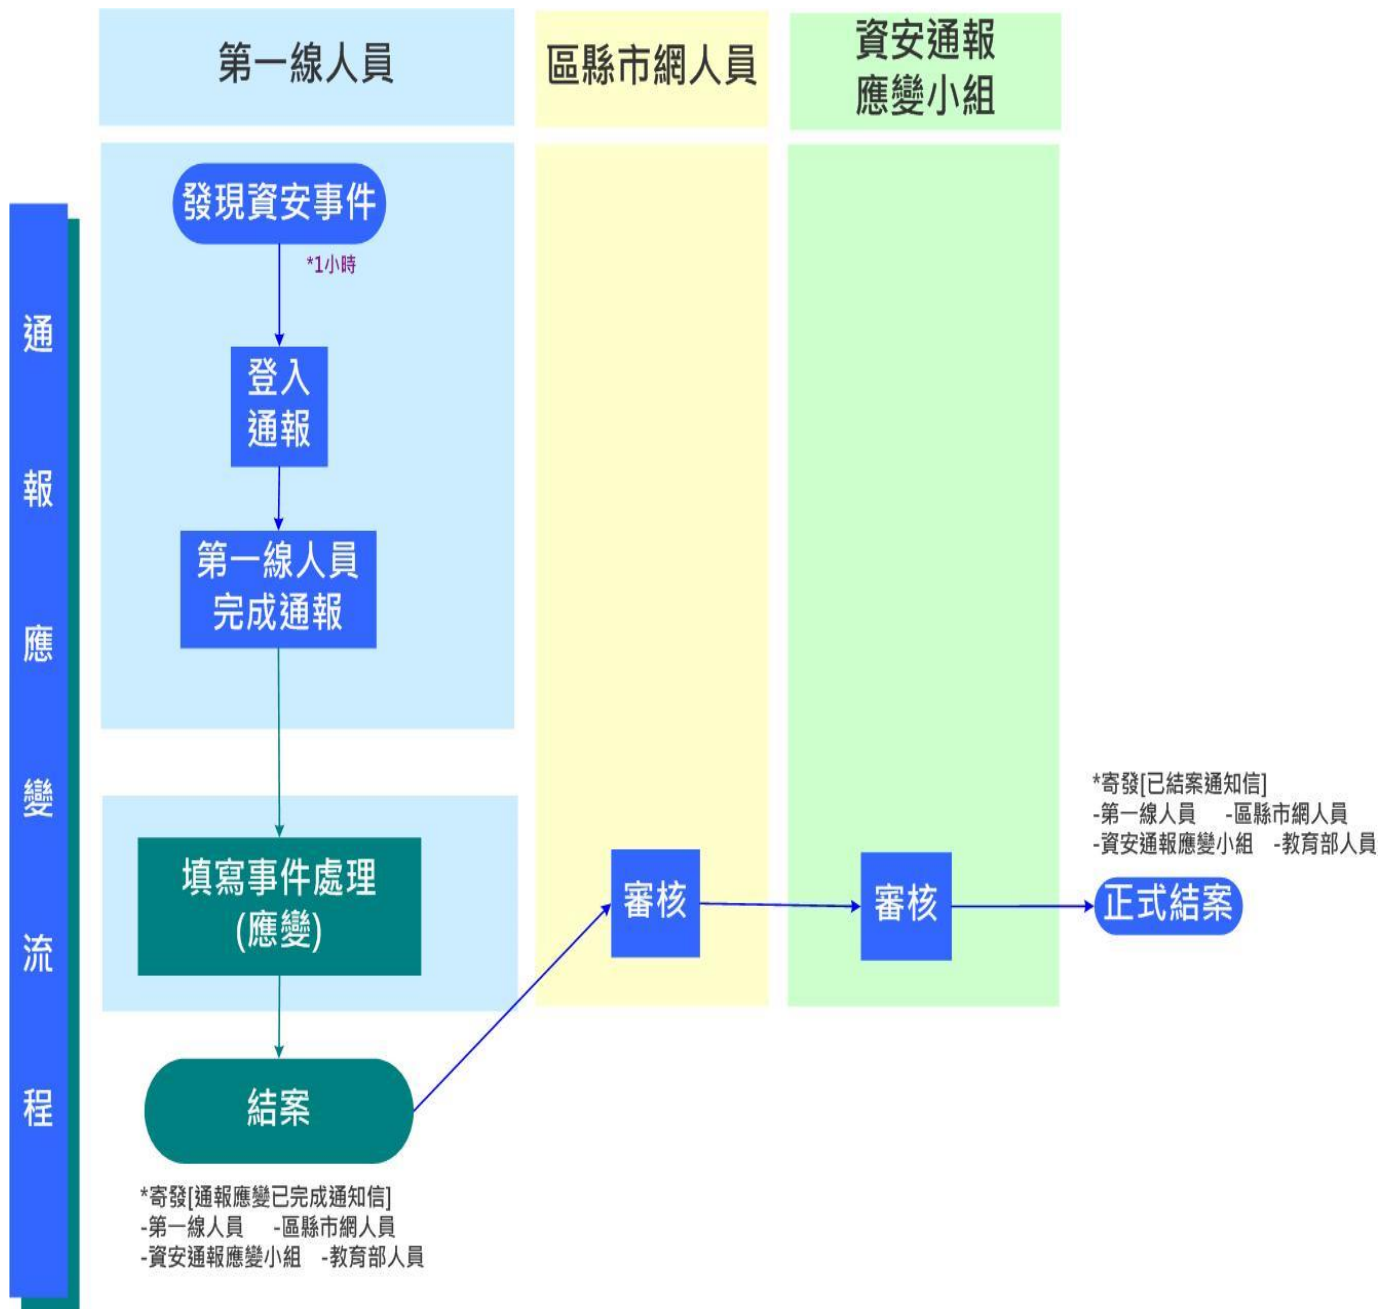 第一線人員
區縣市網人員
資安通報
應變小組
通報應變流程
發現資安事件
*1小時
登入
通報
第一線人員
完成通報
填寫事件處理
(應變)
結案
*寄發[通報應變已完成通知信]
-第一線人員 -區縣市網人員
-資安通報應變小組 -教育部人員
審核
審核
*寄發[已結案通知信]
-第一線人員 -區縣市網人員
-資安通報應變小組 -教育部人員
正式結案